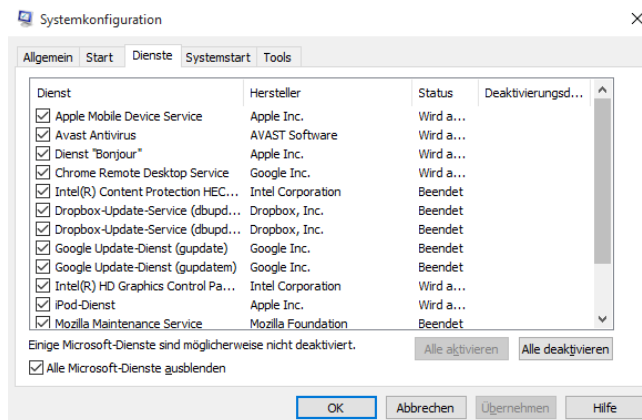 Systemkonfiguration
Allgemein Start Dienste Systemstart Tools
Dienst Hersteller Status Deaktivierungsd...
Apple Mobile Device Service Apple Inc. Wird a...
Avast Antivirus AVAST Software Wird a...
Dienst "Bonjour" Apple Inc. Wird a...
Chrome Remote Desktop Service Google Inc. Wird a...
Intel(R) Content Protection HEC... Intel Corporation Beendet
Dropbox-Update-Service (dbupd... Dropbox, Inc. Beendet
Dropbox-Update-Service (dbupd... Dropbox, Inc. Beendet
Google Update-Dienst (gupdate) Google Inc. Beendet
Google Update-Dienst (gupdatem) Google Inc. Beendet
Intel(R) HD Graphics Control Pa... Intel Corporation Wird a...
iPod-Dienst Apple Inc. Wird a...
Mozilla Maintenance Service Mozilla Foundation Beendet
Einige Microsoft-Dienste sind möglicherweise nicht deaktiviert.
Alle aktivieren Alle deaktivieren
Alle Microsoft-Dienste ausblenden
OK Abbrechen Übernehmen Hilfe